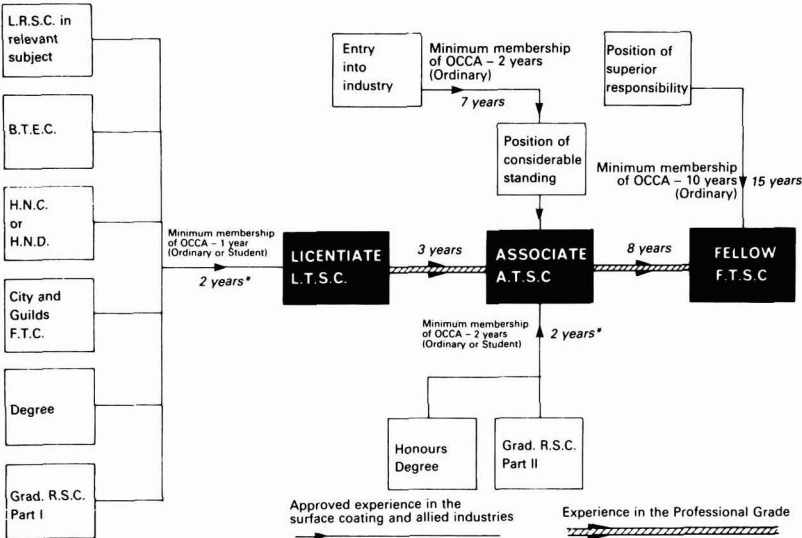 L.R.S.C. in
relevant
subject
B.T.E.C.
H.N.C.
or
H.N.D.
City and
Guilds
F.T.C.
Degree
Grad. R.S.C.
Part I
Minimum membership
of OCCA – 1 year
(Ordinary or Student)
2 years*
LICENTIATE
L.T.S.C.
3 years
Entry
into
industry
Minimum membership
of OCCA – 2 years
(Ordinary)
7 years
Position of
considerable
standing
ASSOCIATE
A.T.S.C
Minimum membership
of OCCA – 2 years
(Ordinary or Student)
2 years*
Honours
Degree
Grad. R.S.C.
Part II
8 years
Position of
superior
responsibility
Minimum membership
of OCCA – 10 years
(Ordinary)
15 years
FELLOW
F.T.S.C
Approved experience in the
surface coating and allied industries
Experience in the Professional Grade